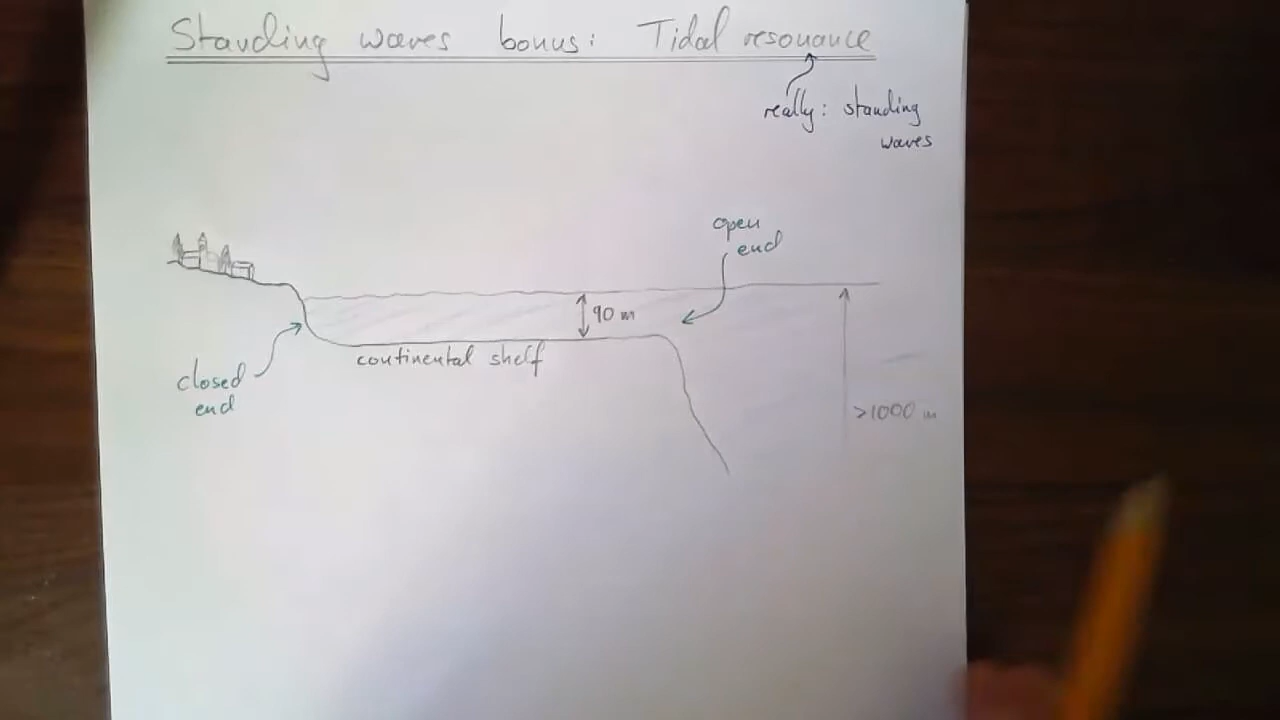 Standing waves bonus: Tidal resonance
really: standing
waves
open
end
90 m
continental shelf
closed
end
>1000 m